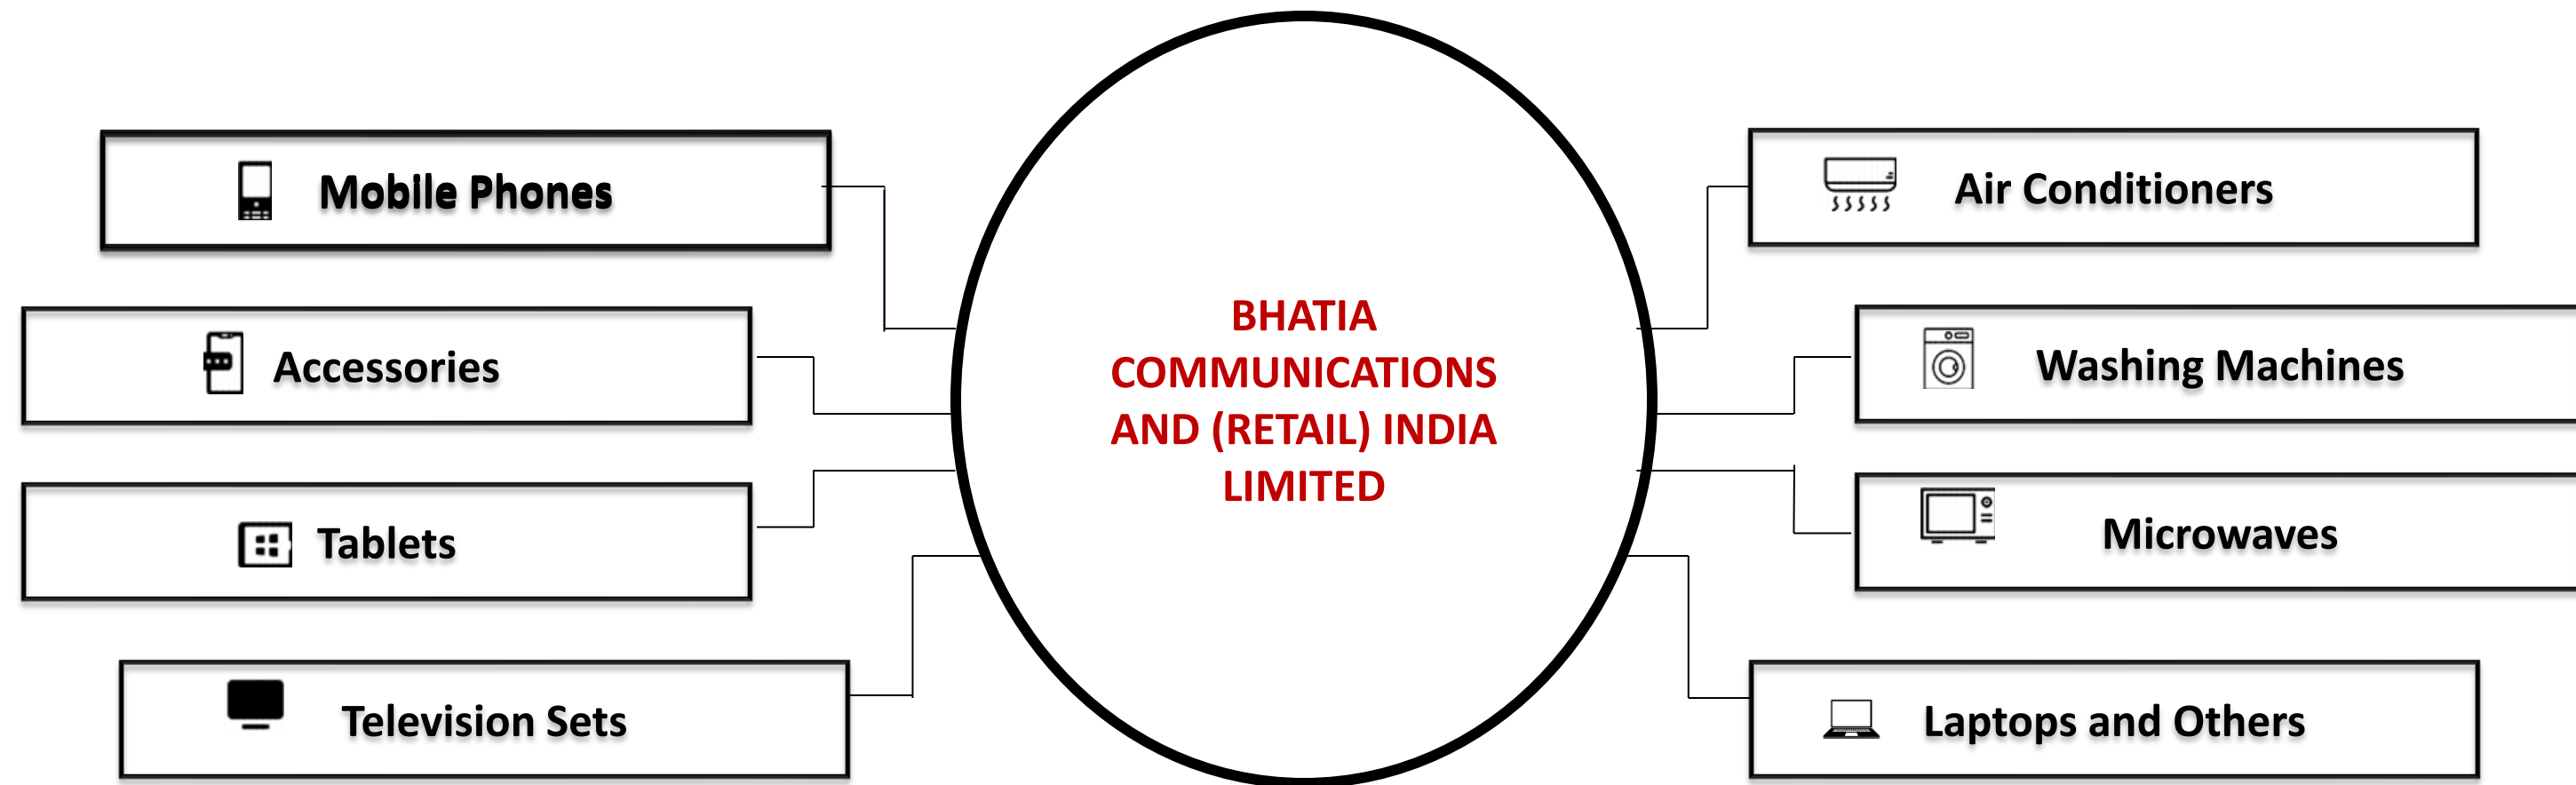 Mobile Phones
Accessories
Tablets
Television Sets
BHATIA
COMMUNICATIONS
AND (RETAIL) INDIA
LIMITED
Air Conditioners
Washing Machines
Microwaves
Laptops and Others